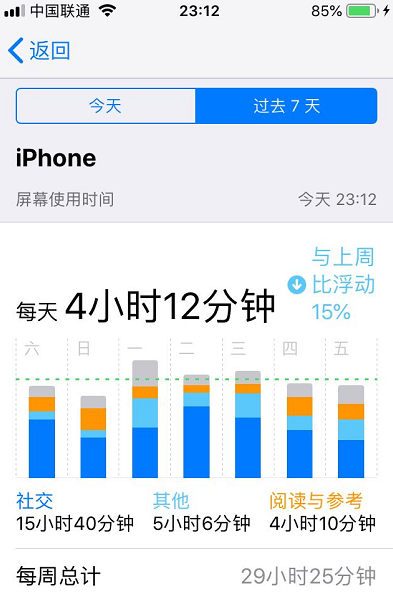 中国联通 23:12 85%
返回
今天 过去 7 天
iPhone
屏幕使用时间 今天 23:12
每天 4小时12分钟
与上周
比浮动
15%
六 日 一 二 三 四 五
社交 其他 阅读与参考
15小时40分钟 5小时6分钟 4小时10分钟
每周总计 29小时25分钟